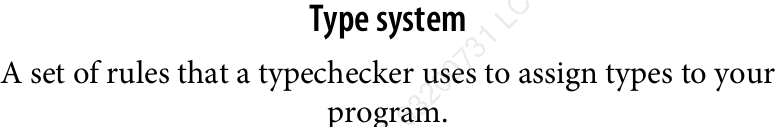 Type system
A set of rules that a typechecker uses to assign types to your
program.